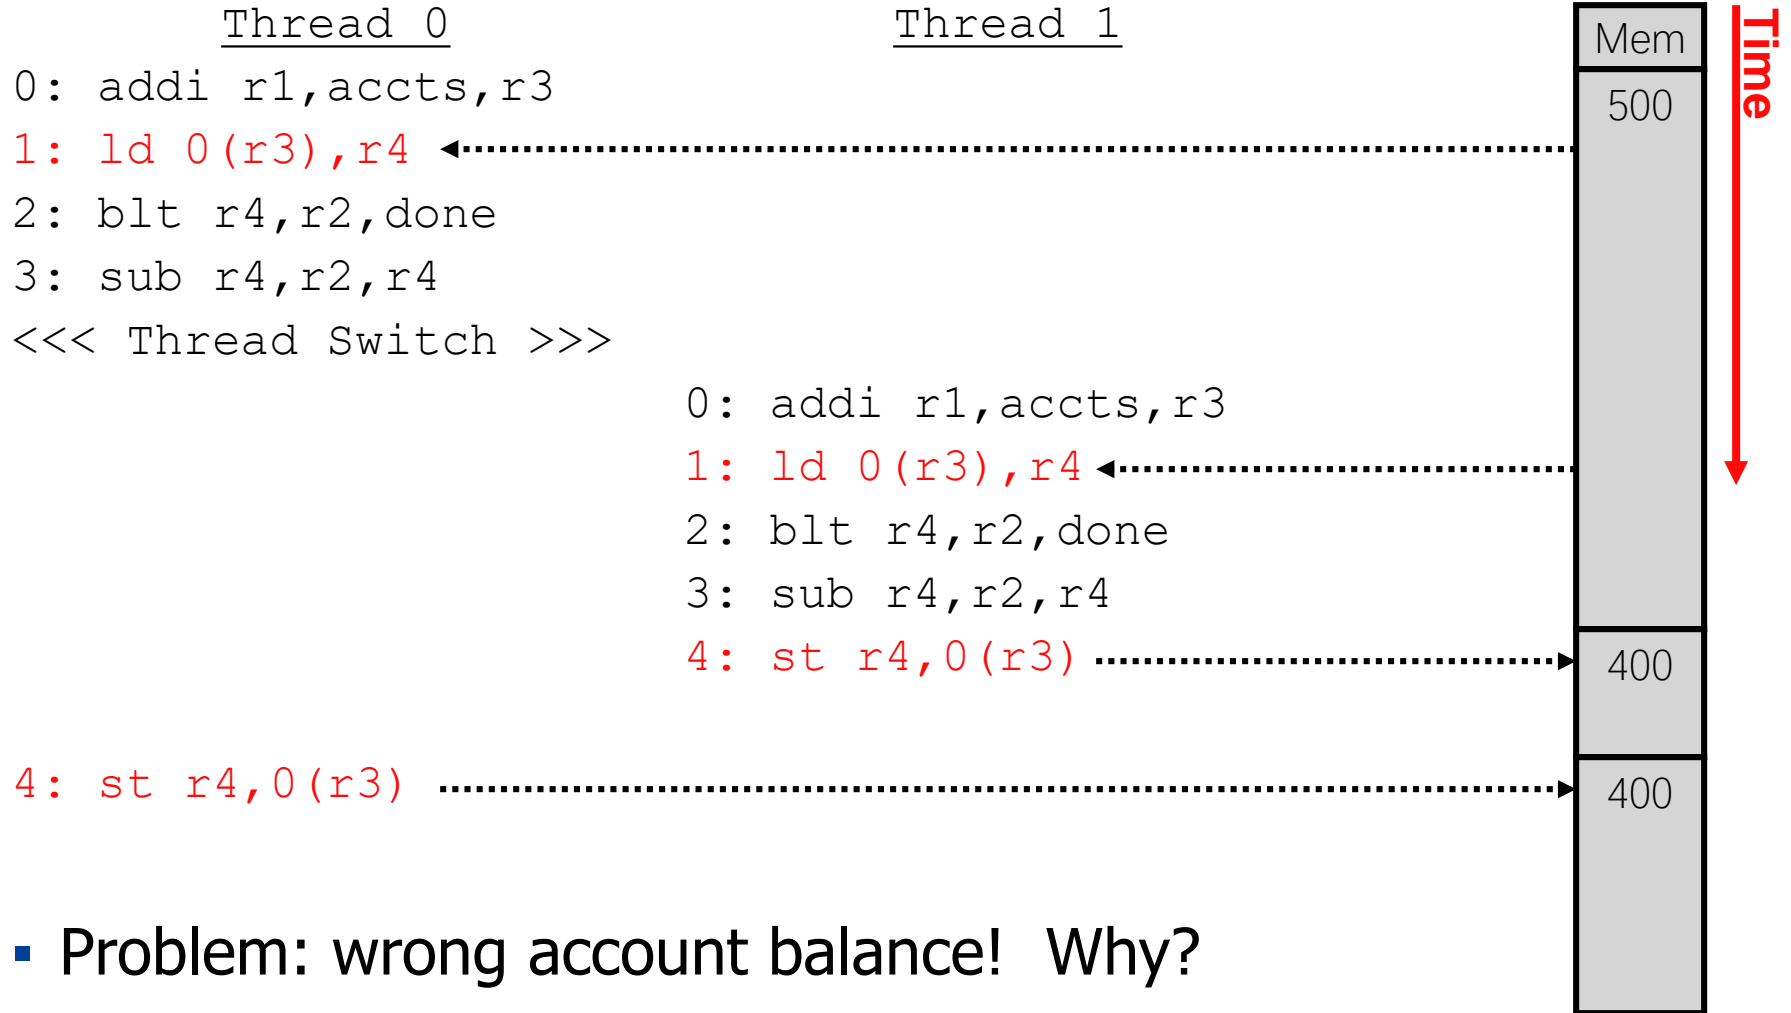 Thread 0
Thread 1
Mem
Time
0: addi r1,accts,r3
500
1: ld 0(r3),r4
2: blt r4,r2,done
3: sub r4,r2,r4
<<< Thread Switch >>>
0: addi r1,accts,r3
1: ld 0(r3),r4
2: blt r4,r2,done
3: sub r4,r2,r4
4: st r4,0(r3)
400
4: st r4,0(r3)
400
▪ Problem: wrong account balance! Why?